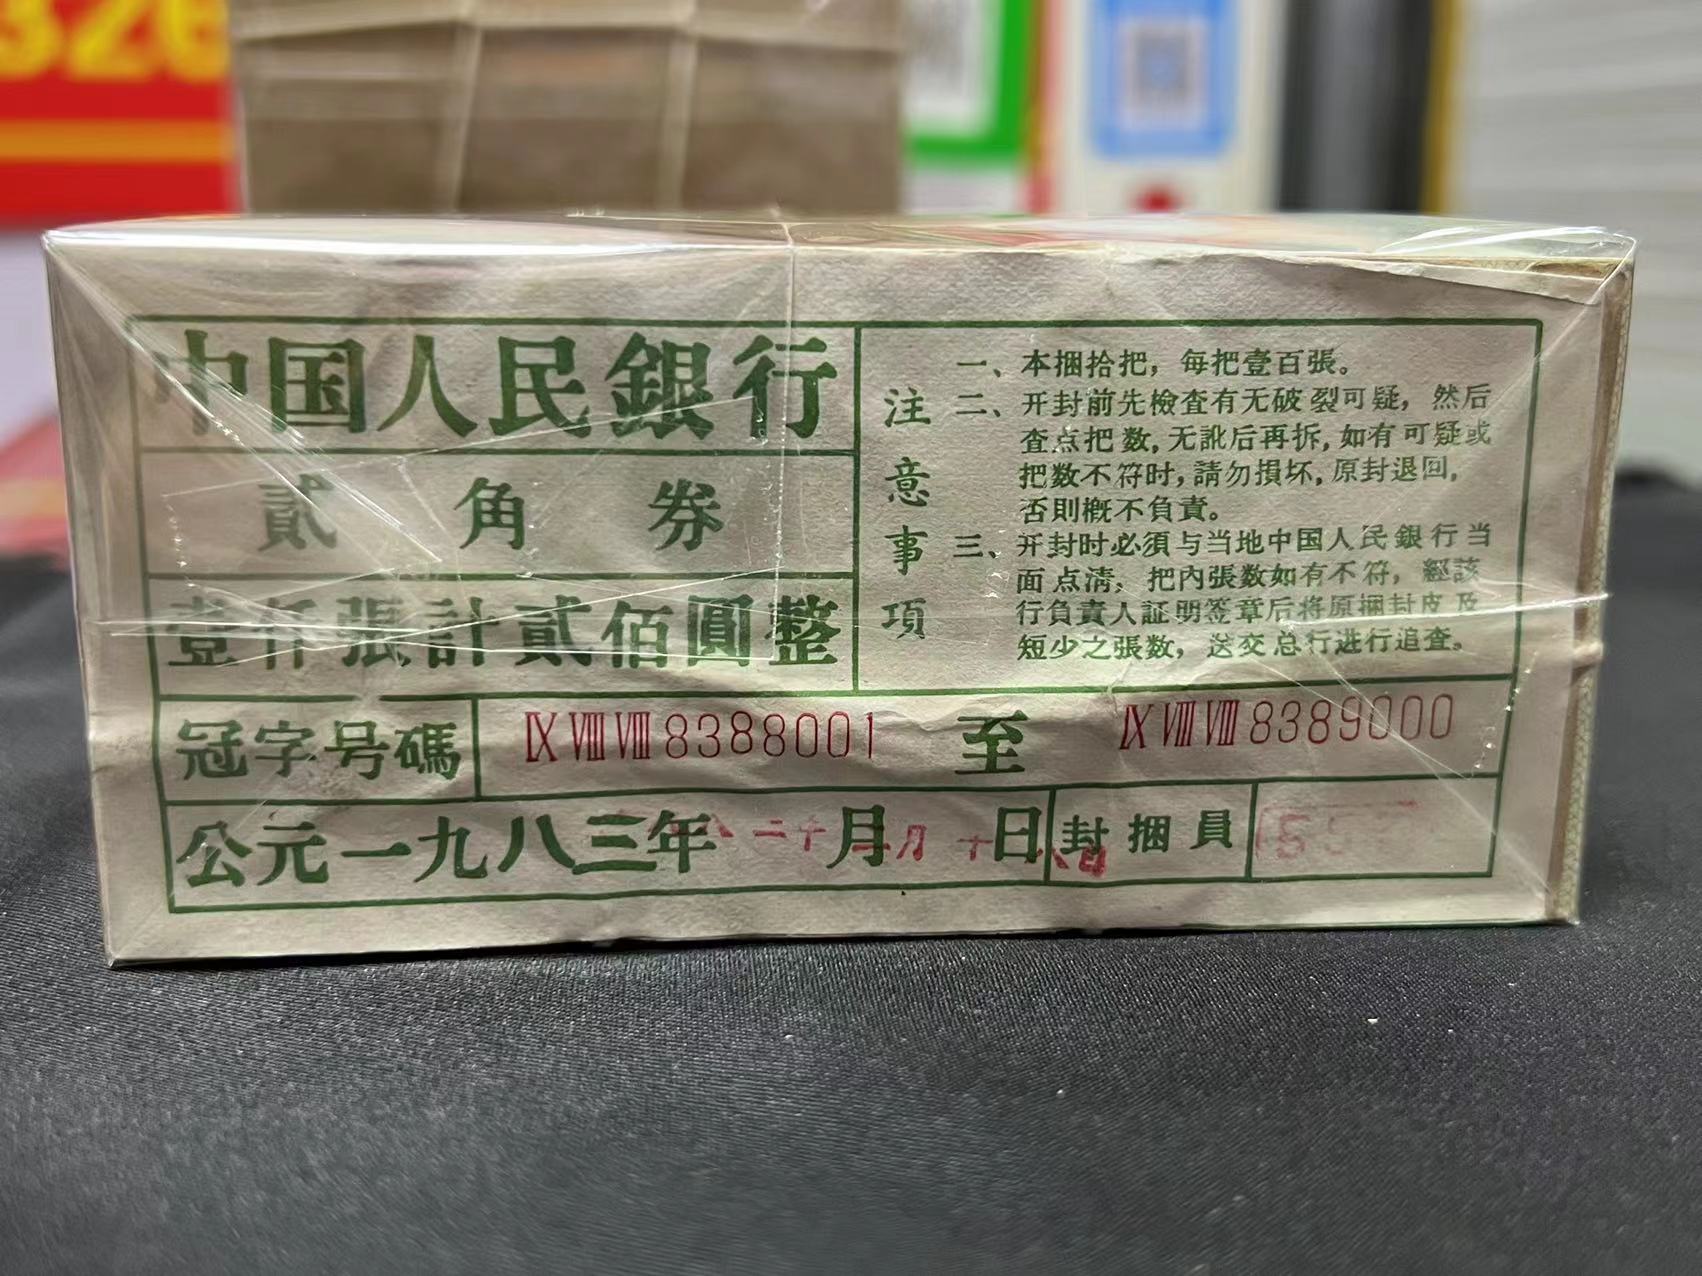 326
中国人民銀行
貳角券
壹仟張計貳佰圓整
注意事項
一、本捆拾把，每把壹百張。
二、开封前先檢查有无破裂可疑，然后
查点把数，无訛后再拆，如有可疑或
把数不符时，請勿損坏，原封退回，
否則概不負責。
三、开封时必須与当地中国人民銀行当
面点清，把內張数如有不符，經該
行負責人証明签章后将原捆封皮及
短少之張数，送交总行进行追查。
冠字号碼 ⅨⅧⅧ8388001 至 ⅨⅧⅧ8389000
公元一九八三年 月 日 封捆員